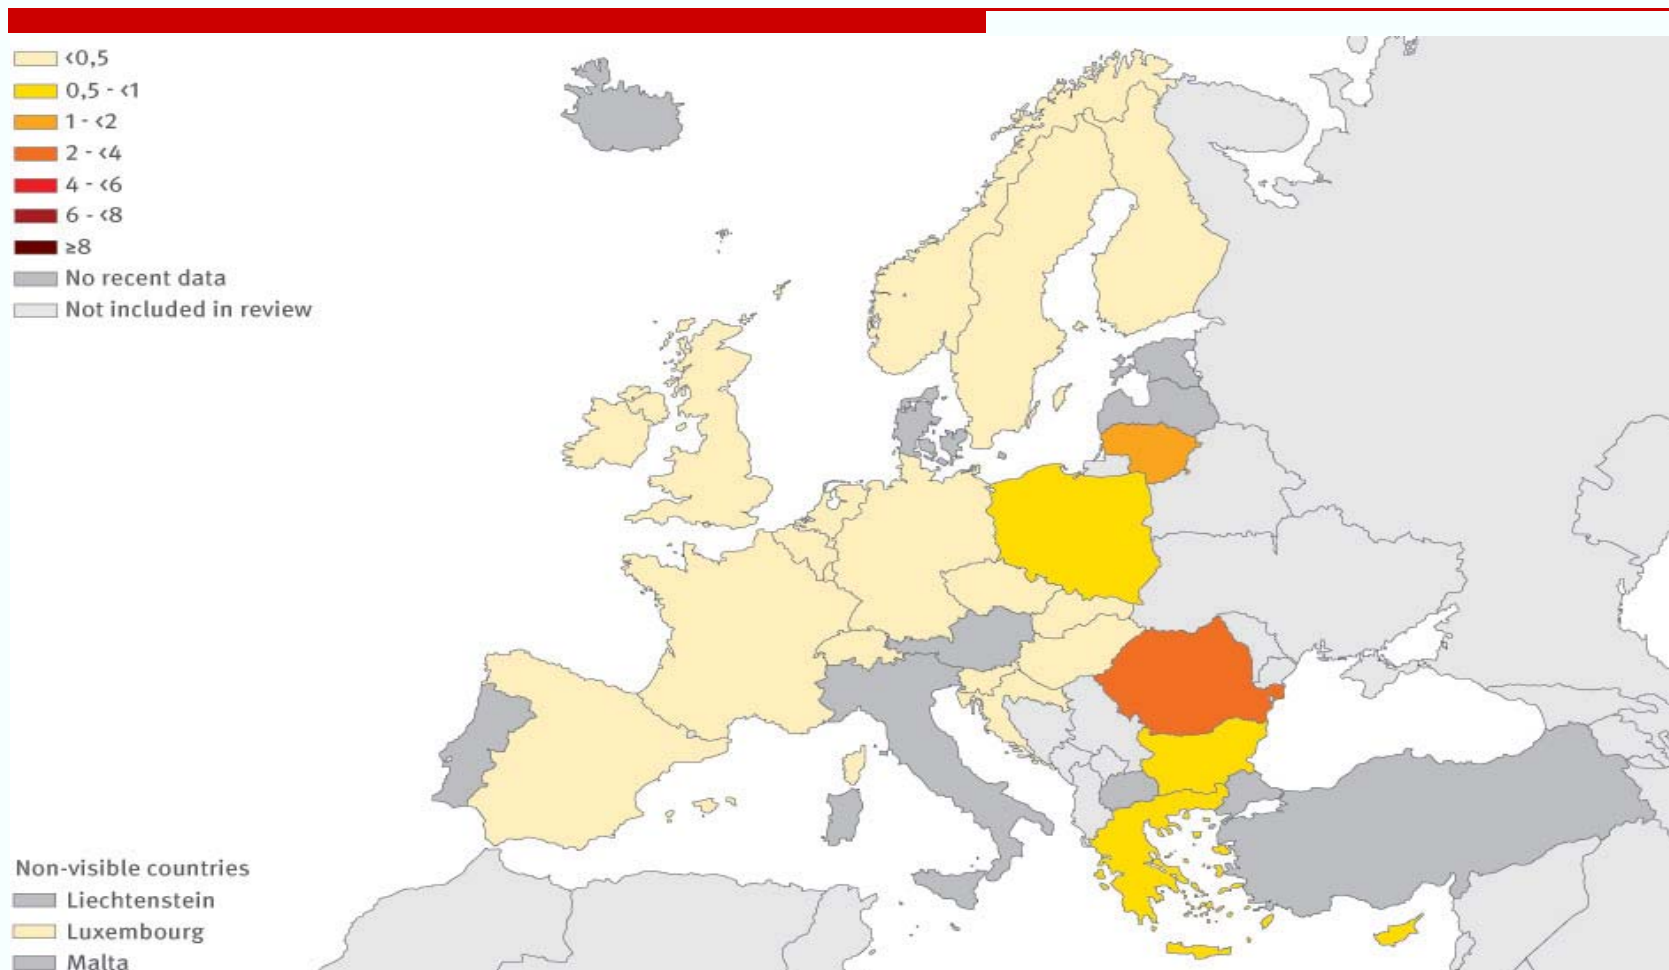 <0,5
0,5 - <1
1 - <2
2 - <4
4 - <6
6 - <8
≥8
No recent data
Not included in review
Non-visible countries
Liechtenstein
Luxembourg
Malta